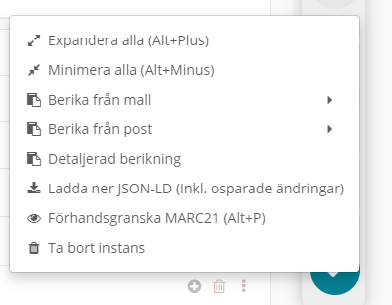 Expandera alla (Alt+Plus)
Minimera alla (Alt+Minus)
Berika från mall
Berika från post
Detaljerad berikning
Ladda ner JSON-LD (Inkl. osparade ändringar)
Förhandsgranska MARC21 (Alt+P)
Ta bort instans